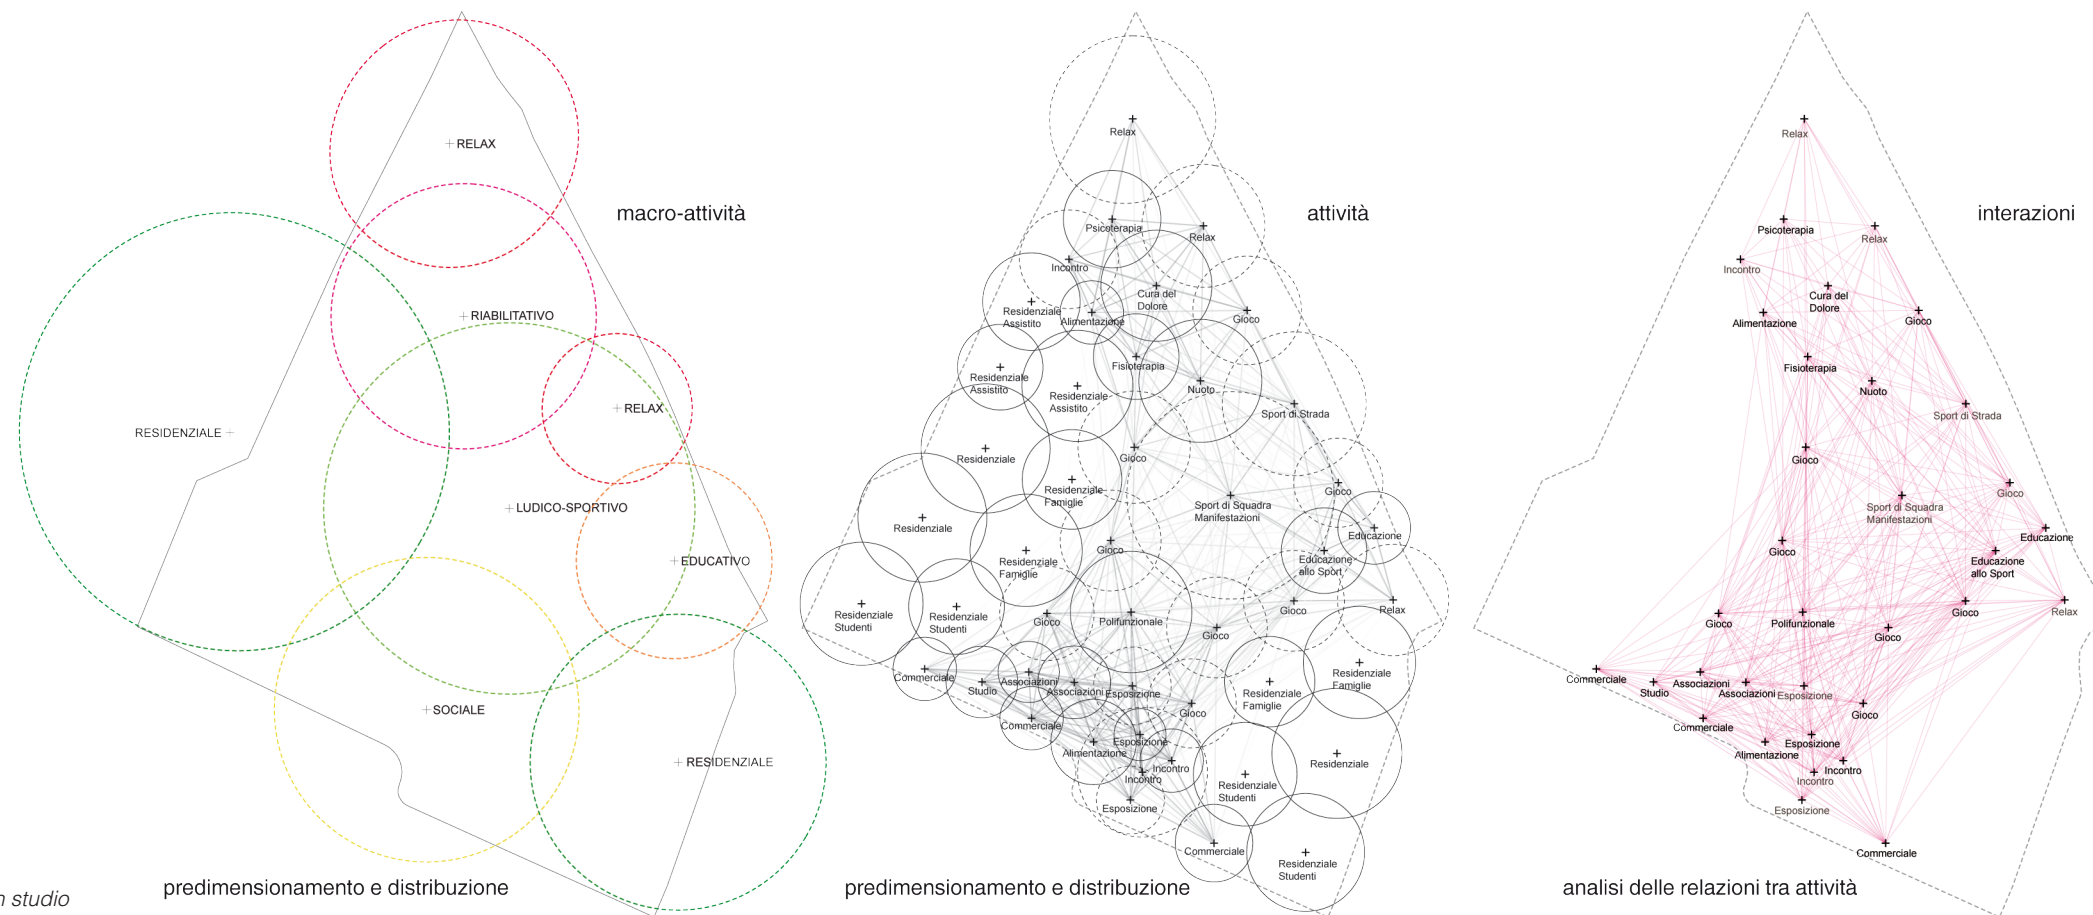 RELAX
macro-attività
RIABILITATIVO
RELAX
RESIDENZIALE
LUDICO-SPORTIVO
EDUCATIVO
SOCIALE
RESIDENZIALE
predimensionamento e distribuzione
studio
Relax
attività
Psicoterapia
Relax
Incontro
Cura del
Dolore
Residenziale
Assistito
Alimentazione
Gioco
Fisioterapia
Residenziale
Assistito
Nuoto
Residenziale
Assistito
Sport di Strada
Gioco
Residenziale
Residenziale
Famiglie
Gioco
Sport di Squadra
Manifestazioni
Residenziale
Educazione
Gioco
Residenziale
Famiglie
Educazione
allo Sport
Residenziale
Studenti
Residenziale
Studenti
Gioco
Polifunzionale
Gioco
Gioco
Relax
Commerciale
Studio
Associazioni
Associazioni
Esposizione
Residenziale
Famiglie
Residenziale
Famiglie
Gioco
Commerciale
Alimentazione
Esposizione
Incontro
Incontro
Residenziale
Residenziale
Studenti
Esposizione
Commerciale
Residenziale
Studenti
predimensionamento e distribuzione
Relax
interazioni
Psicoterapia
Relax
Incontro
Cura del
Dolore
Alimentazione
Gioco
Fisioterapia
Nuoto
Sport di Strada
Gioco
Gioco
Sport di Squadra
Manifestazioni
Educazione
Gioco
Educazione
allo Sport
Gioco
Polifunzionale
Gioco
Gioco
Relax
Commerciale
Studio
Associazioni
Associazioni
Esposizione
Gioco
Commerciale
Alimentazione
Esposizione
Incontro
Incontro
Esposizione
Commerciale
analisi delle relazioni tra attività